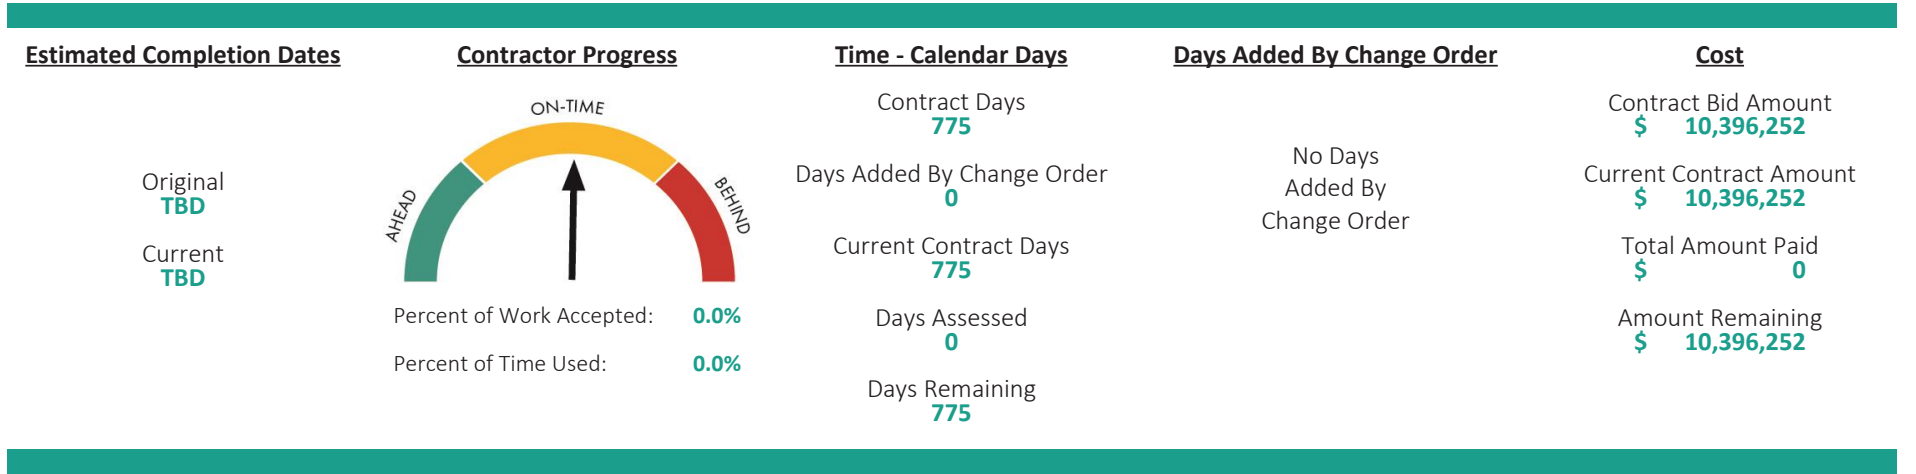 Estimated Completion Dates
Original
TBD
Current
TBD
Contractor Progress
ON-TIME
AHEAD
BEHIND
Percent of Work Accepted: 0.0%
Percent of Time Used: 0.0%
Time - Calendar Days
Contract Days
775
Days Added By Change Order
0
Current Contract Days
775
Days Assessed
0
Days Remaining
775
Days Added By Change Order
No Days
Added By
Change Order
Cost
Contract Bid Amount
$ 10,396,252
Current Contract Amount
$ 10,396,252
Total Amount Paid
$ 0
Amount Remaining
$ 10,396,252